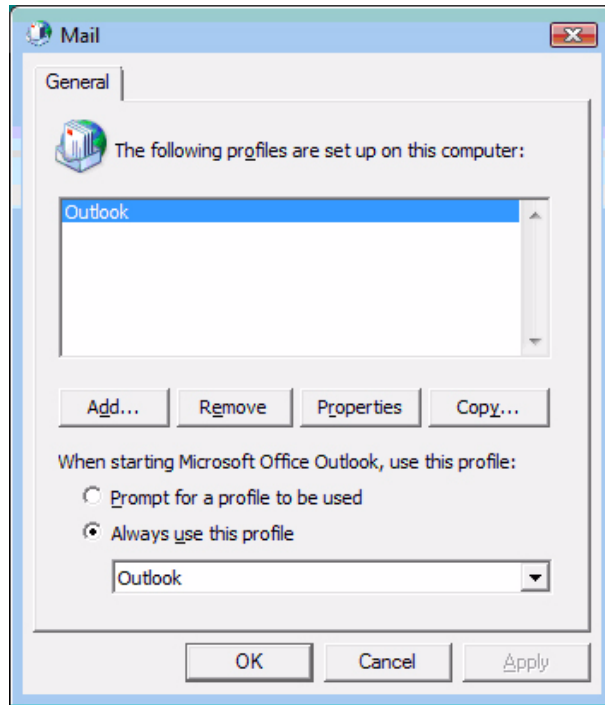 Mail
General
The following profiles are set up on this computer:
Outlook
Add... Remove Properties Copy...
When starting Microsoft Office Outlook, use this profile:
Prompt for a profile to be used
Always use this profile
Outlook
OK Cancel Apply